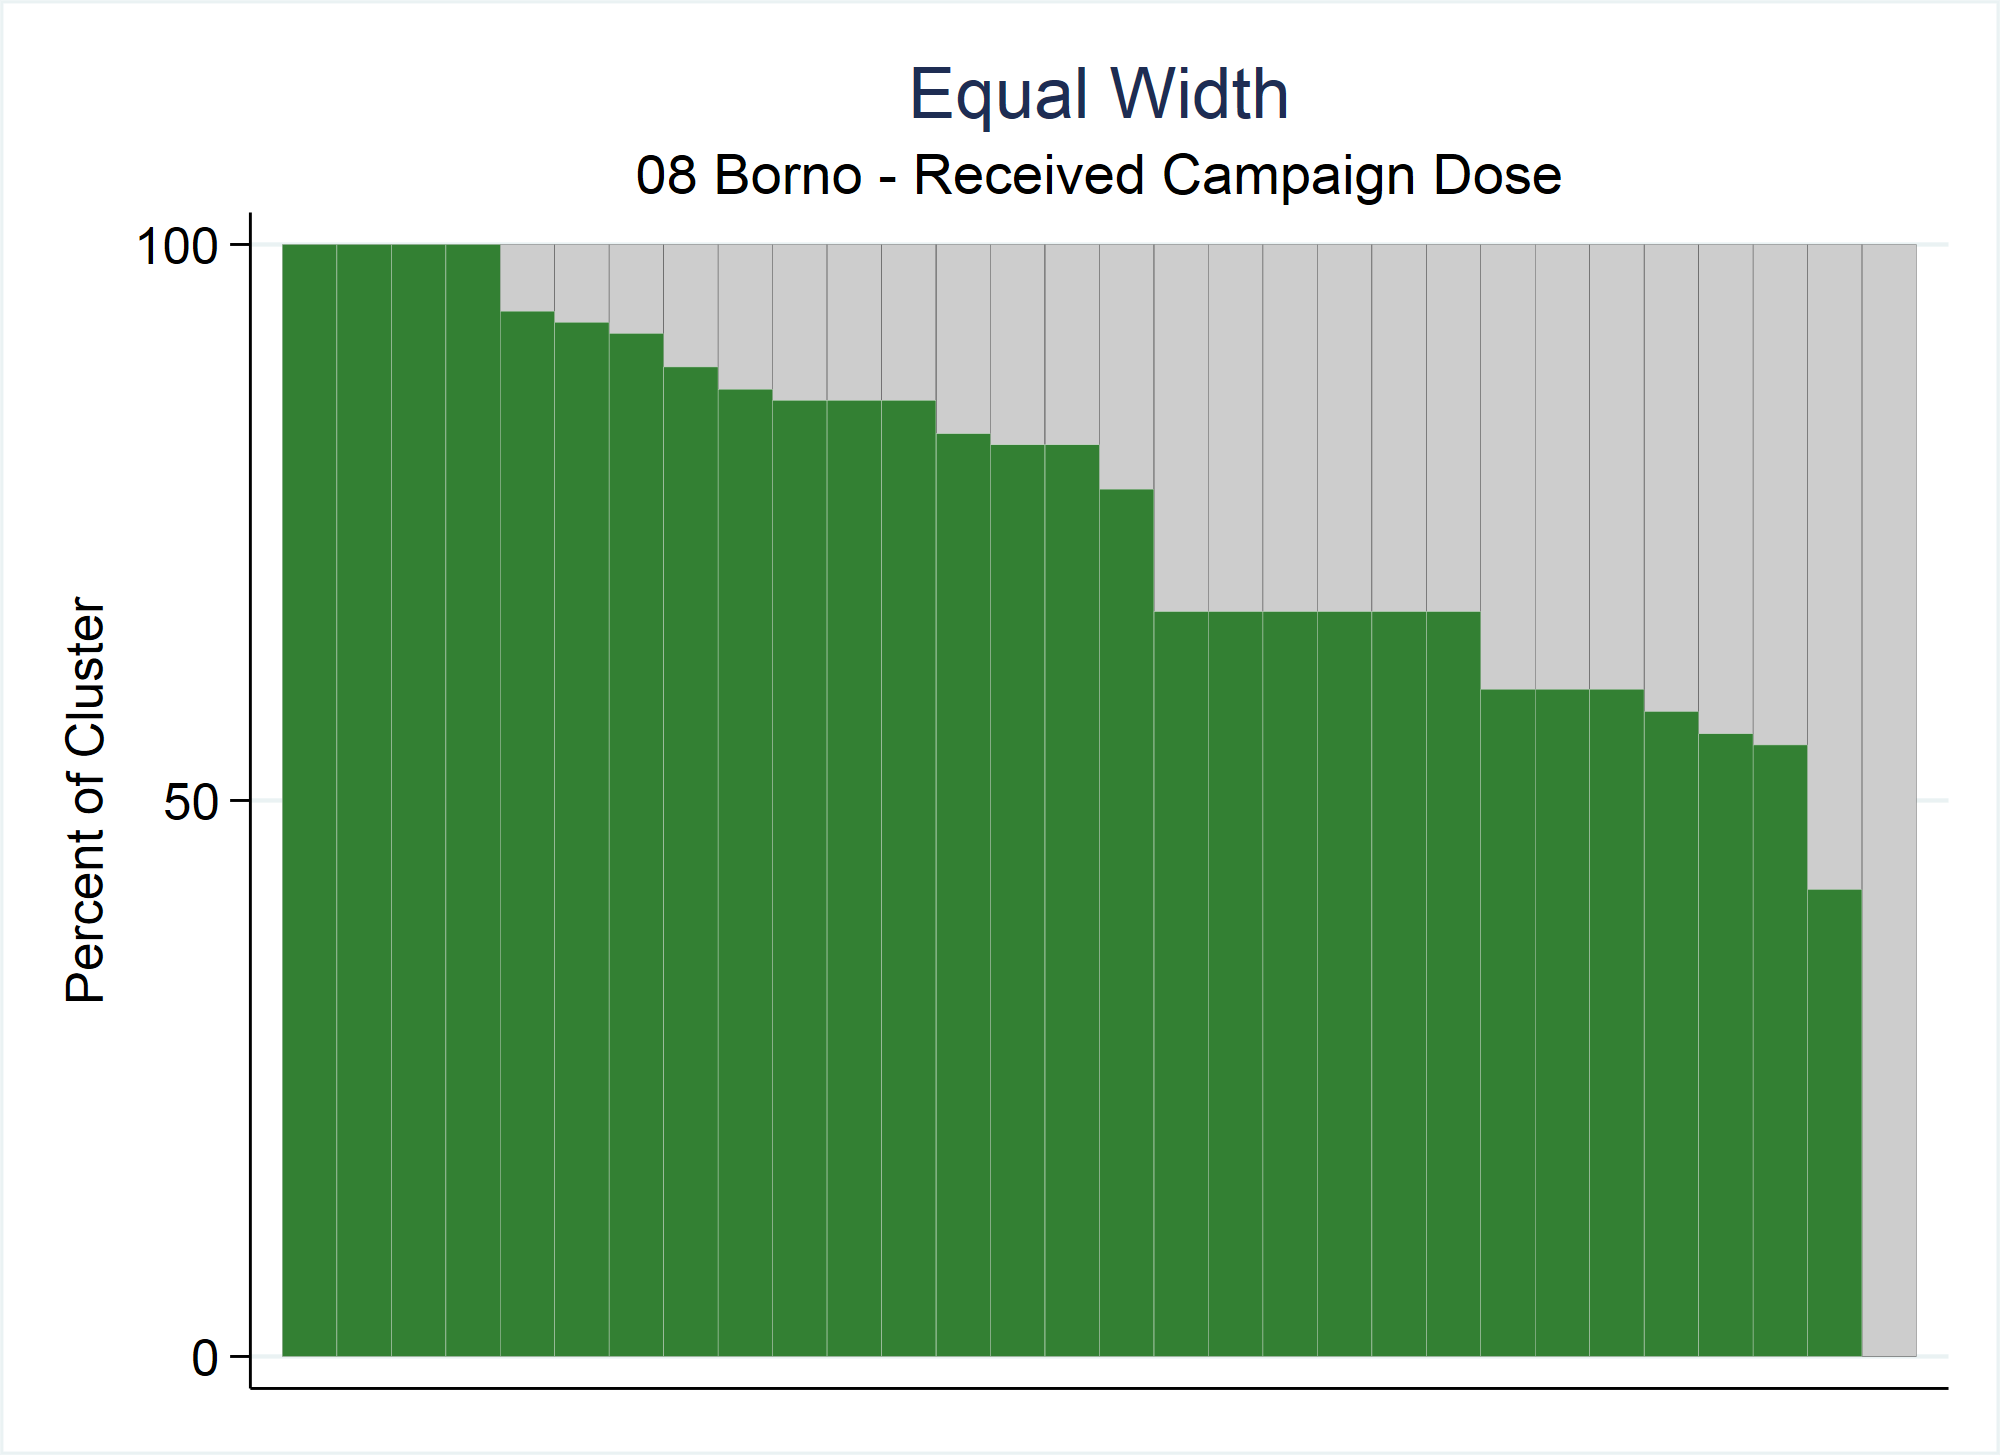 Equal Width
08 Borno - Received Campaign Dose
100
50
0
Percent of Cluster